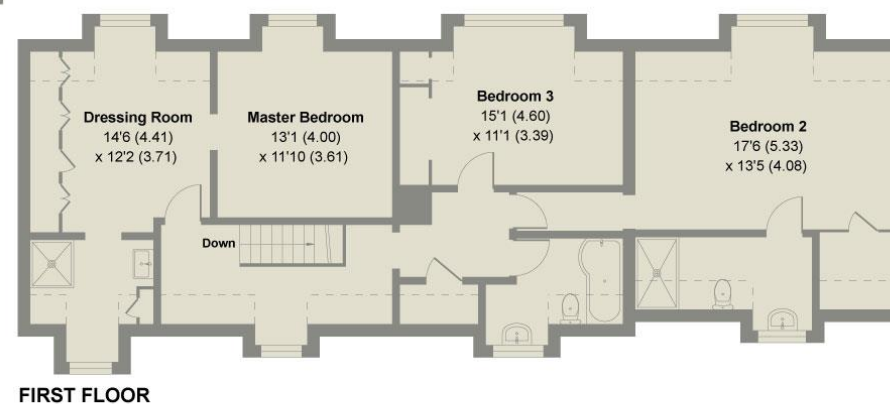 Dressing Room
14'6 (4.41)
x 12'2 (3.71)
Master Bedroom
13'1 (4.00)
x 11'10 (3.61)
Bedroom 3
15'1 (4.60)
x 11'1 (3.39)
Bedroom 2
17'6 (5.33)
x 13'5 (4.08)
Down
FIRST FLOOR